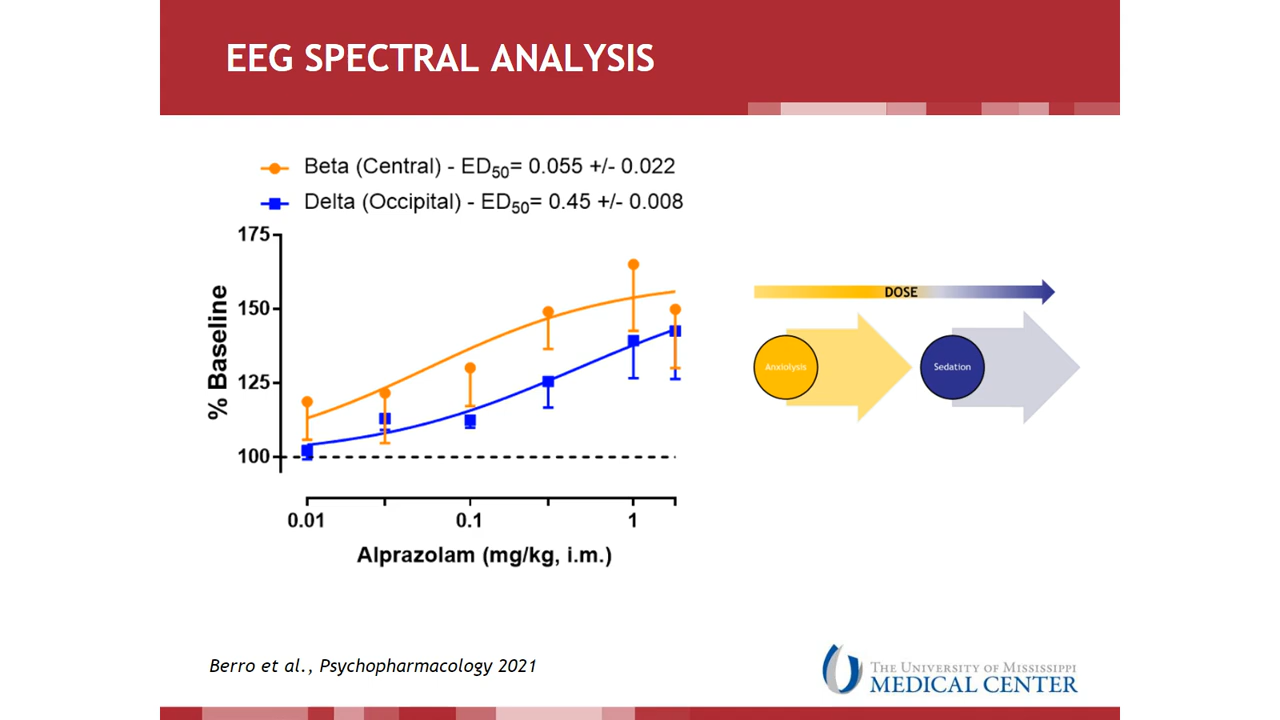 EEG SPECTRAL ANALYSIS
Beta (Central) - ED50= 0.055 +/- 0.022
Delta (Occipital) - ED50= 0.45 +/- 0.008
175
150
125
100
% Baseline
0.01 0.1 1
Alprazolam (mg/kg, i.m.)
DOSE
Anxiolysis Sedation
Berro et al., Psychopharmacology 2021
THE UNIVERSITY OF MISSISSIPPI
MEDICAL CENTER